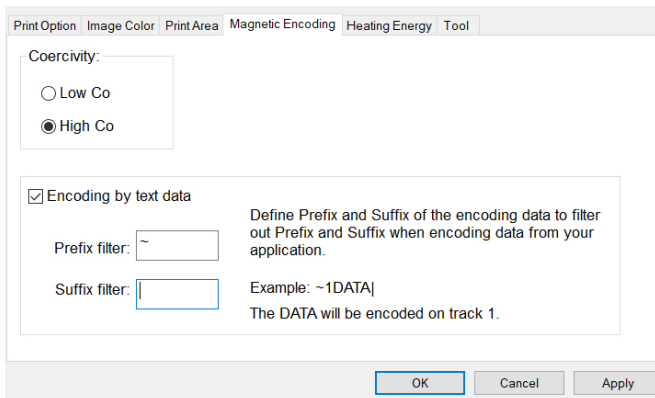 Print Option Image Color Print Area Magnetic Encoding Heating Energy Tool
Coercivity:
Low Co
High Co
Encoding by text data
Define Prefix and Suffix of the encoding data to filter
out Prefix and Suffix when encoding data from your
application.
Prefix filter: ~
Suffix filter: |
Example: ~1DATA|
The DATA will be encoded on track 1.
OK Cancel Apply